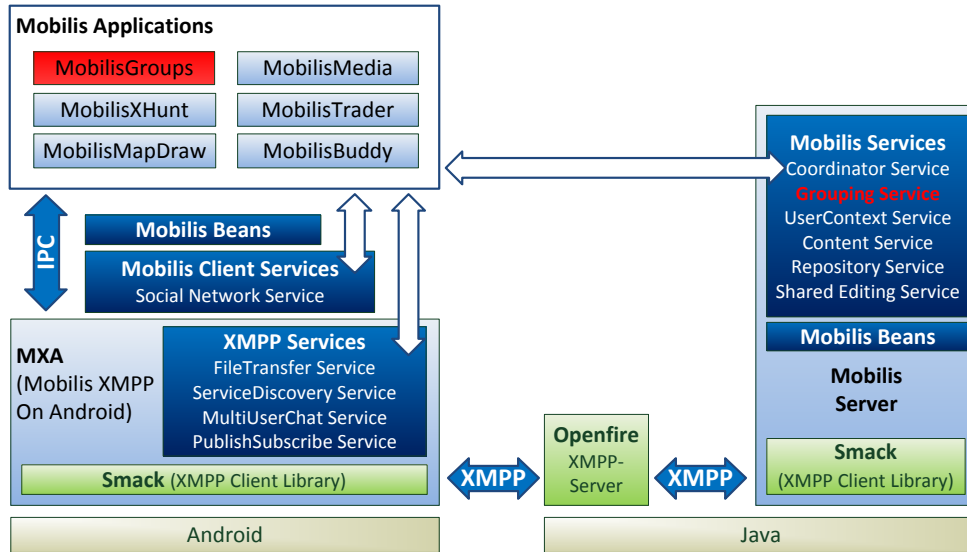 Mobilis Applications
MobilisGroups
MobilisMedia
MobilisXHunt
MobilisTrader
MobilisMapDraw
MobilisBuddy
IPC
Mobilis Beans
Mobilis Client Services
Social Network Service
MXA
(Mobilis XMPP
On Android)
XMPP Services
FileTransfer Service
ServiceDiscovery Service
MultiUserChat Service
PublishSubscribe Service
Smack (XMPP Client Library)
Android
XMPP
Openfire
XMPP-
Server
XMPP
Mobilis Services
Coordinator Service
Grouping Service
UserContext Service
Content Service
Repository Service
Shared Editing Service
Mobilis Beans
Mobilis
Server
Smack
(XMPP Client Library)
Java